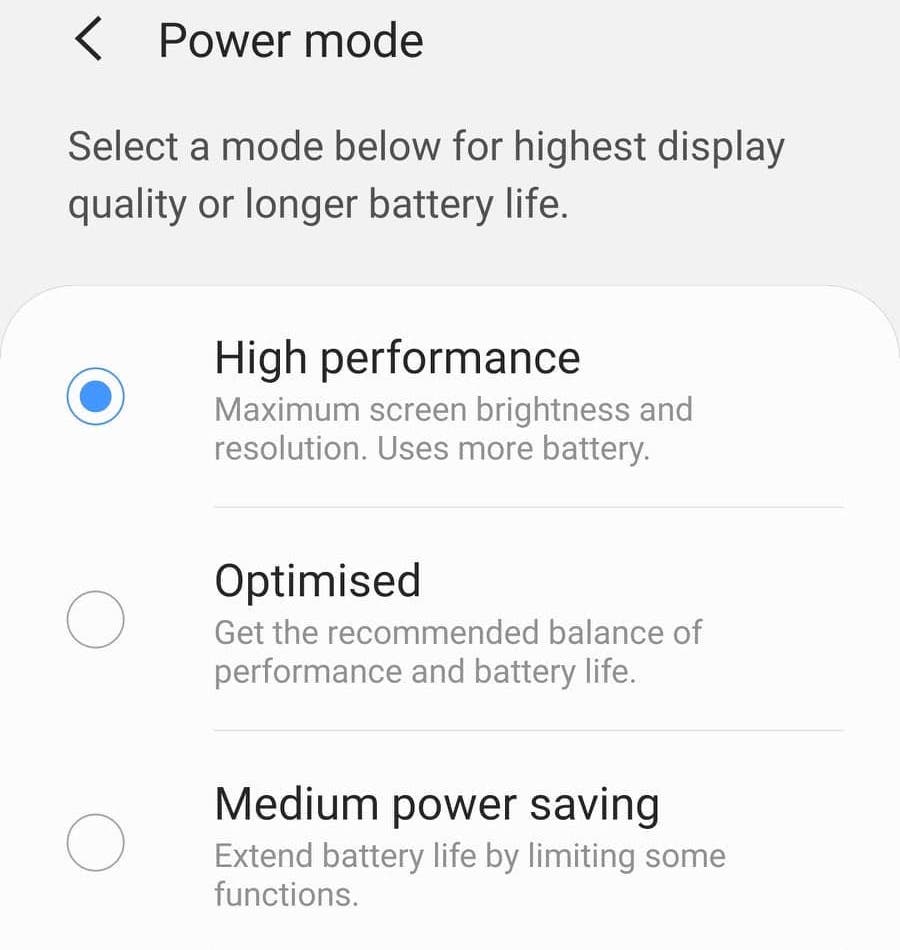 Power mode
Select a mode below for highest display
quality or longer battery life.
High performance
Maximum screen brightness and
resolution. Uses more battery.
Optimised
Get the recommended balance of
performance and battery life.
Medium power saving
Extend battery life by limiting some
functions.